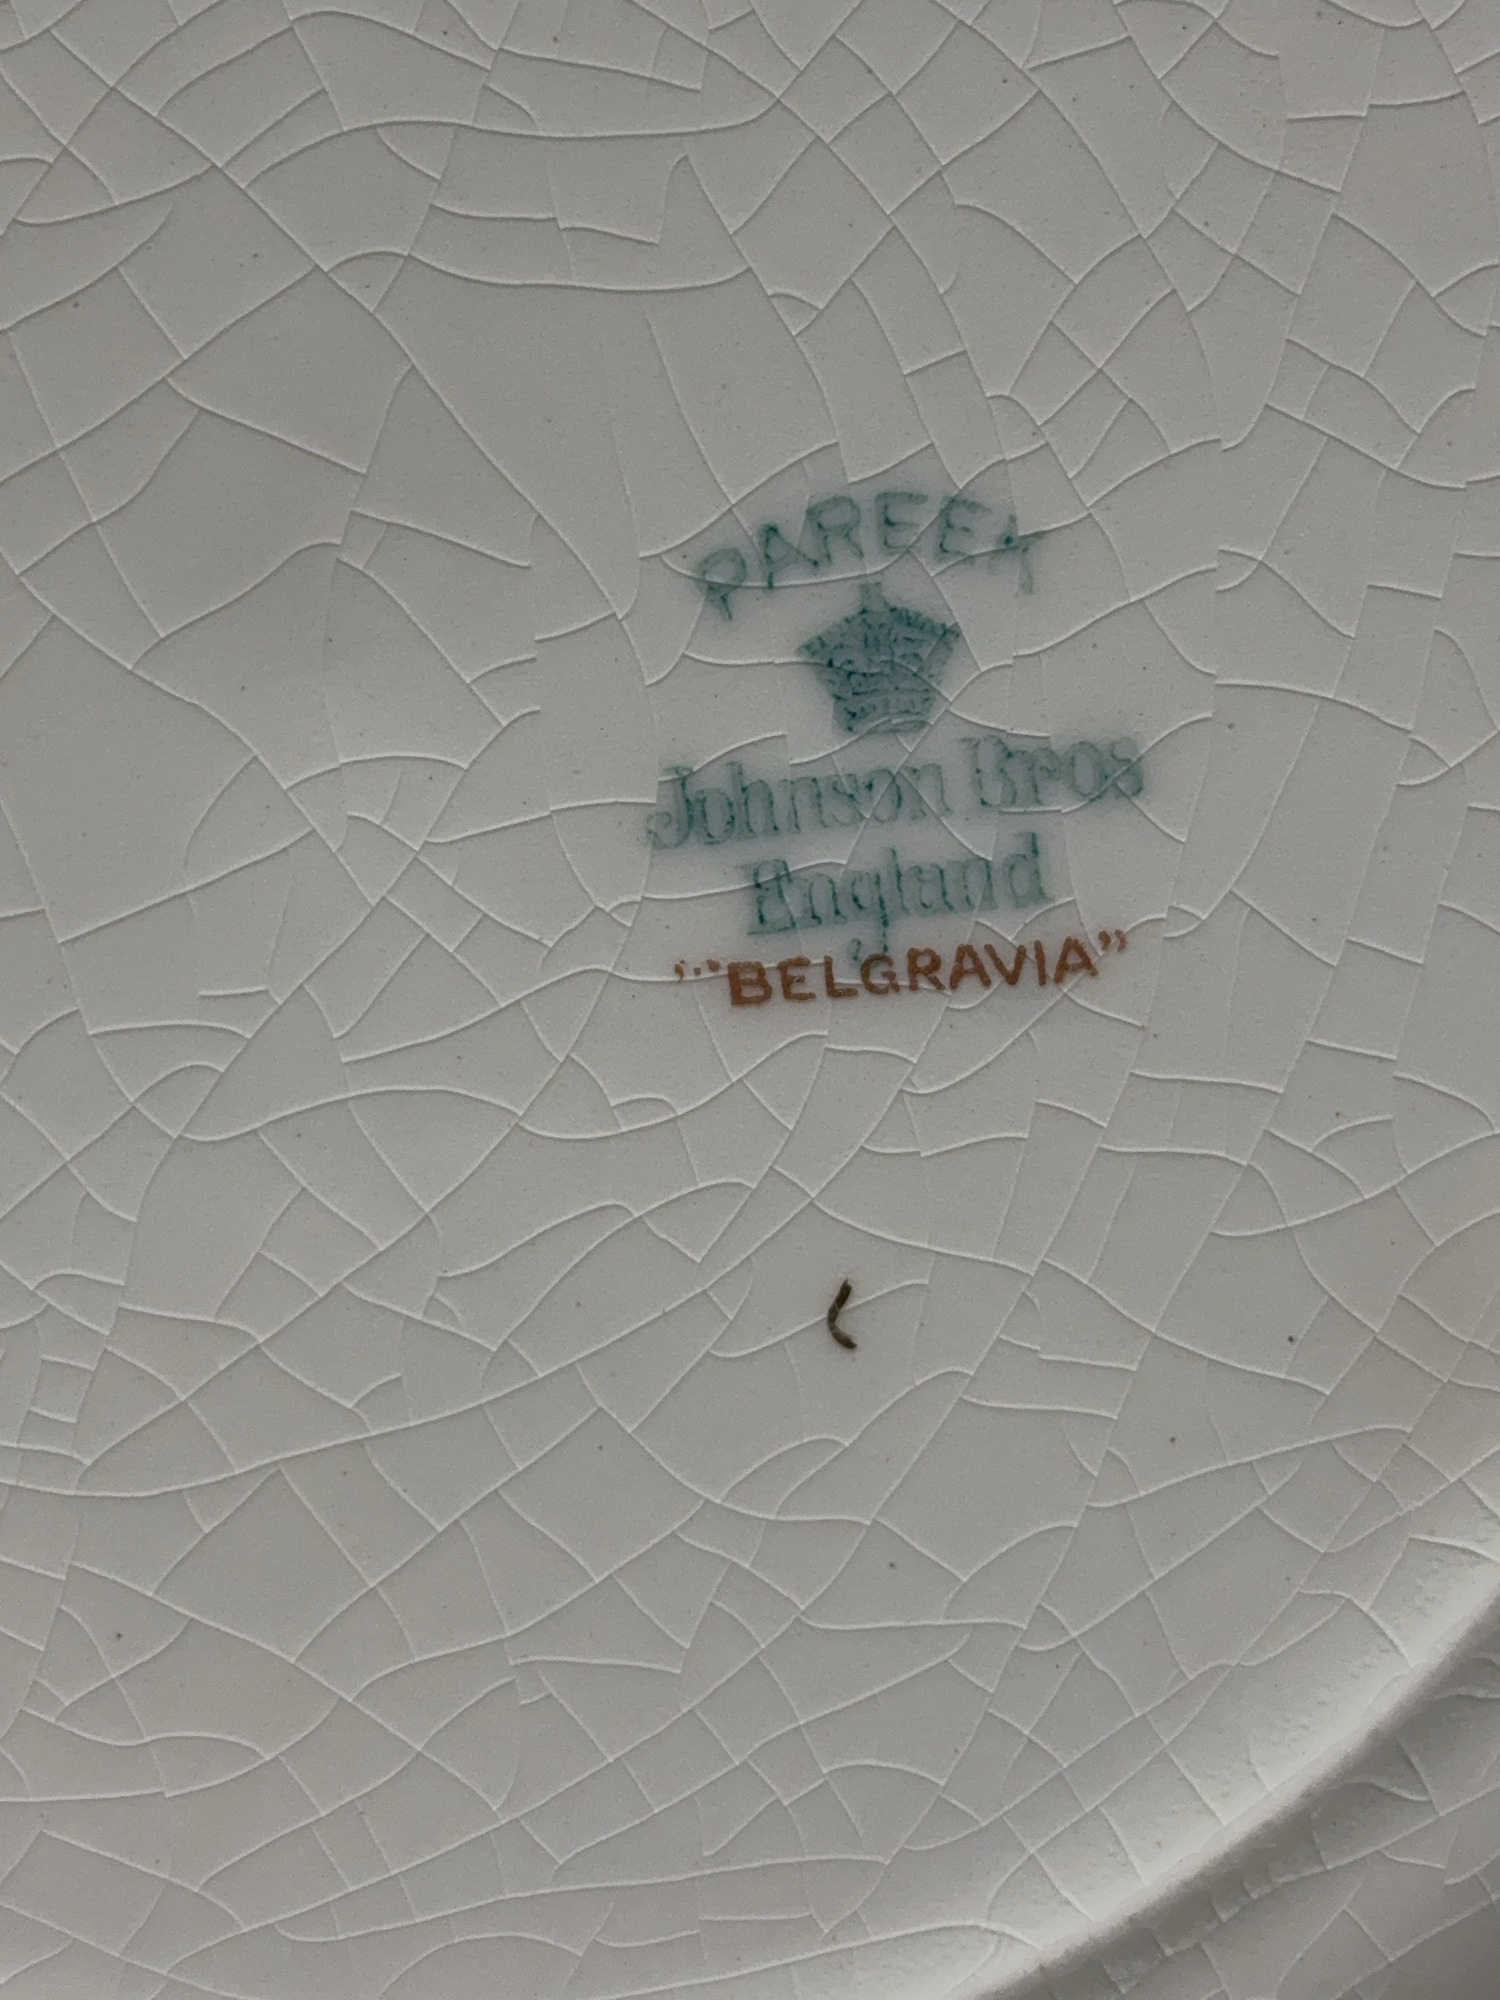 PAREEK
Johnson Bros
England
"BELGRAVIA"